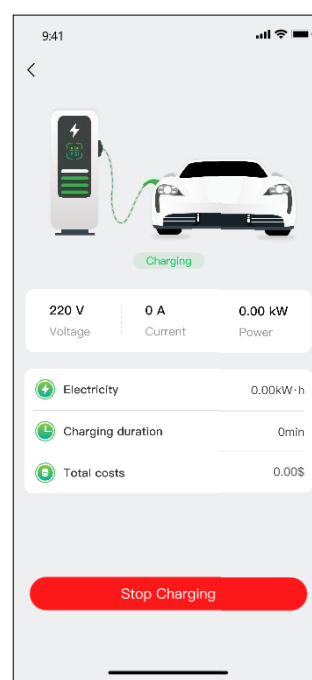 9:41
Charging
220 V 0 A 0.00 kW
Voltage Current Power
Electricity 0.00kW·h
Charging duration 0min
Total costs 0.00$
Stop Charging